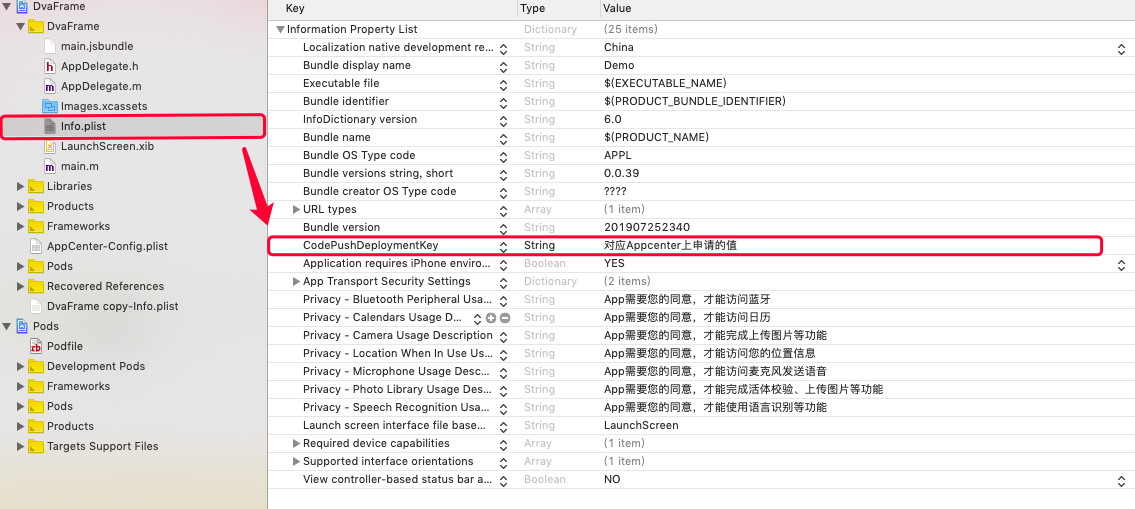 DvaFrame
DvaFrame
main.jsbundle
AppDelegate.h
AppDelegate.m
Images.xcassets
Info.plist
LaunchScreen.xib
main.m
Libraries
Products
Frameworks
AppCenter-Config.plist
Pods
Recovered References
DvaFrame copy-Info.plist
Pods
Podfile
Development Pods
Frameworks
Pods
Products
Targets Support Files
Key Type Value
Information Property List Dictionary (25 items)
Localization native development re... String China
Bundle display name String Demo
Executable file String $(EXECUTABLE_NAME)
Bundle identifier String $(PRODUCT_BUNDLE_IDENTIFIER)
InfoDictionary version String 6.0
Bundle name String $(PRODUCT_NAME)
Bundle OS Type code String APPL
Bundle versions string, short String 0.0.39
Bundle creator OS Type code String ????
URL types Array (1 item)
Bundle version String 201907252340
CodePushDeploymentKey String 对应Appcenter上申请的值
Application requires iPhone enviro... Boolean YES
App Transport Security Settings Dictionary (2 items)
Privacy - Bluetooth Peripheral Usa... String App需要您的同意，才能访问蓝牙
Privacy - Calendars Usage D... String App需要您的同意，才能访问日历
Privacy - Camera Usage Description String App需要您的同意，才能完成上传图片等功能
Privacy - Location When In Use Us... String App需要您的同意，才能访问您的位置信息
Privacy - Microphone Usage Desc... String App需要您的同意，才能访问麦克风发送语音
Privacy - Photo Library Usage Des... String App需要您的同意，才能完成活体校验、上传图片等功能
Privacy - Speech Recognition Usa... String App需要您的同意，才能使用语言识别等功能
Launch screen interface file base... String LaunchScreen
Required device capabilities Array (1 item)
Supported interface orientations Array (1 item)
View controller-based status bar a... Boolean NO